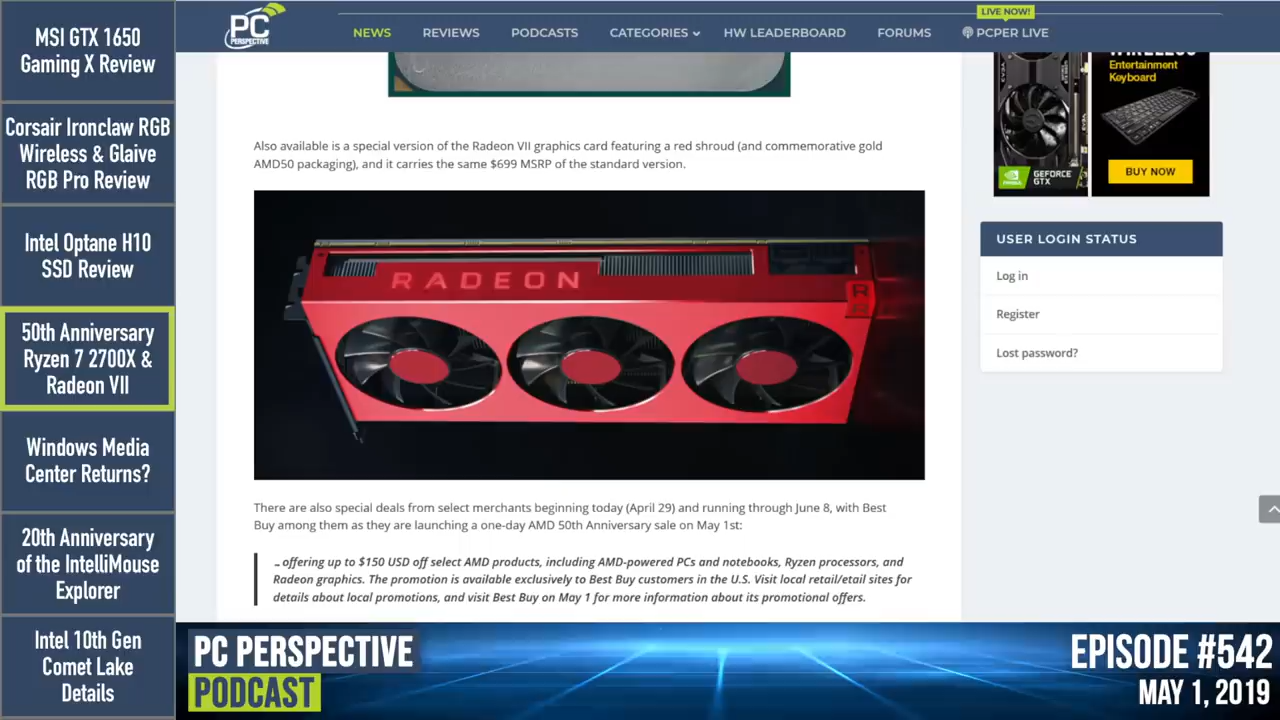 MSI GTX 1650
Gaming X Review
Corsair Ironclaw RGB
Wireless & Glaive
RGB Pro Review
Intel Optane H10
SSD Review
50th Anniversary
Ryzen 7 2700X &
Radeon VII
Windows Media
Center Returns?
20th Anniversary
of the IntelliMouse
Explorer
Intel 10th Gen
Comet Lake
Details
PC
PERSPECTIVE
NEWS
REVIEWS
PODCASTS
CATEGORIES
HW LEADERBOARD
FORUMS
LIVE NOW!
PCPER LIVE
Also available is a special version of the Radeon VII graphics card featuring a red shroud (and commemorative gold
AMD50 packaging), and it carries the same $699 MSRP of the standard version.
RADEON
R
There are also special deals from select merchants beginning today (April 29) and running through June 8, with Best
Buy among them as they are launching a one-day AMD 50th Anniversary sale on May 1st:
…offering up to $150 USD off select AMD products, including AMD-powered PCs and notebooks, Ryzen processors, and
Radeon graphics. The promotion is available exclusively to Best Buy customers in the U.S. Visit local retail/etail sites for
details about local promotions, and visit Best Buy on May 1 for more information about its promotional offers.
EVGA
NVIDIA
GEFORCE
GTX
WIRELESS
Entertainment
Keyboard
BUY NOW
USER LOGIN STATUS
Log in
Register
Lost password?
PC PERSPECTIVE
PODCAST
EPISODE #542
MAY 1, 2019